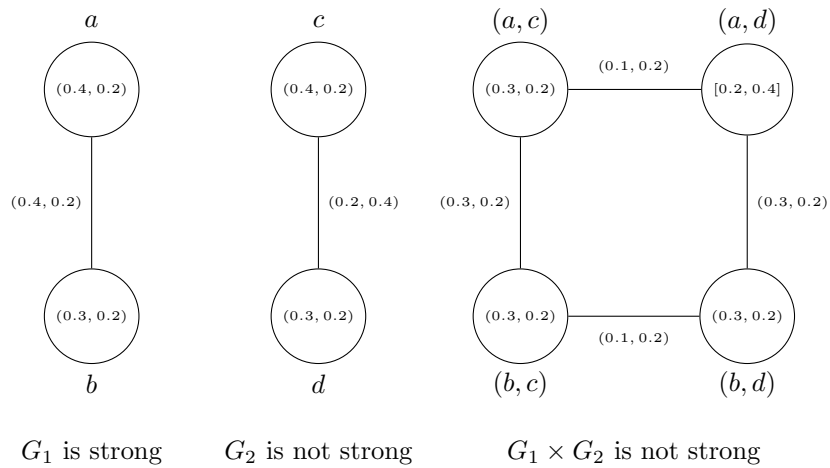 a c (a, c) (a, d)
(0.4, 0.2) (0.4, 0.2) (0.3, 0.2) (0.1, 0.2) [0.2, 0.4]
(0.4, 0.2) (0.2, 0.4) (0.3, 0.2) (0.3, 0.2)
(0.3, 0.2) (0.3, 0.2) (0.3, 0.2) (0.1, 0.2) (0.3, 0.2)
b d (b, c) (b, d)
G1 is strong G2 is not strong G1 × G2 is not strong